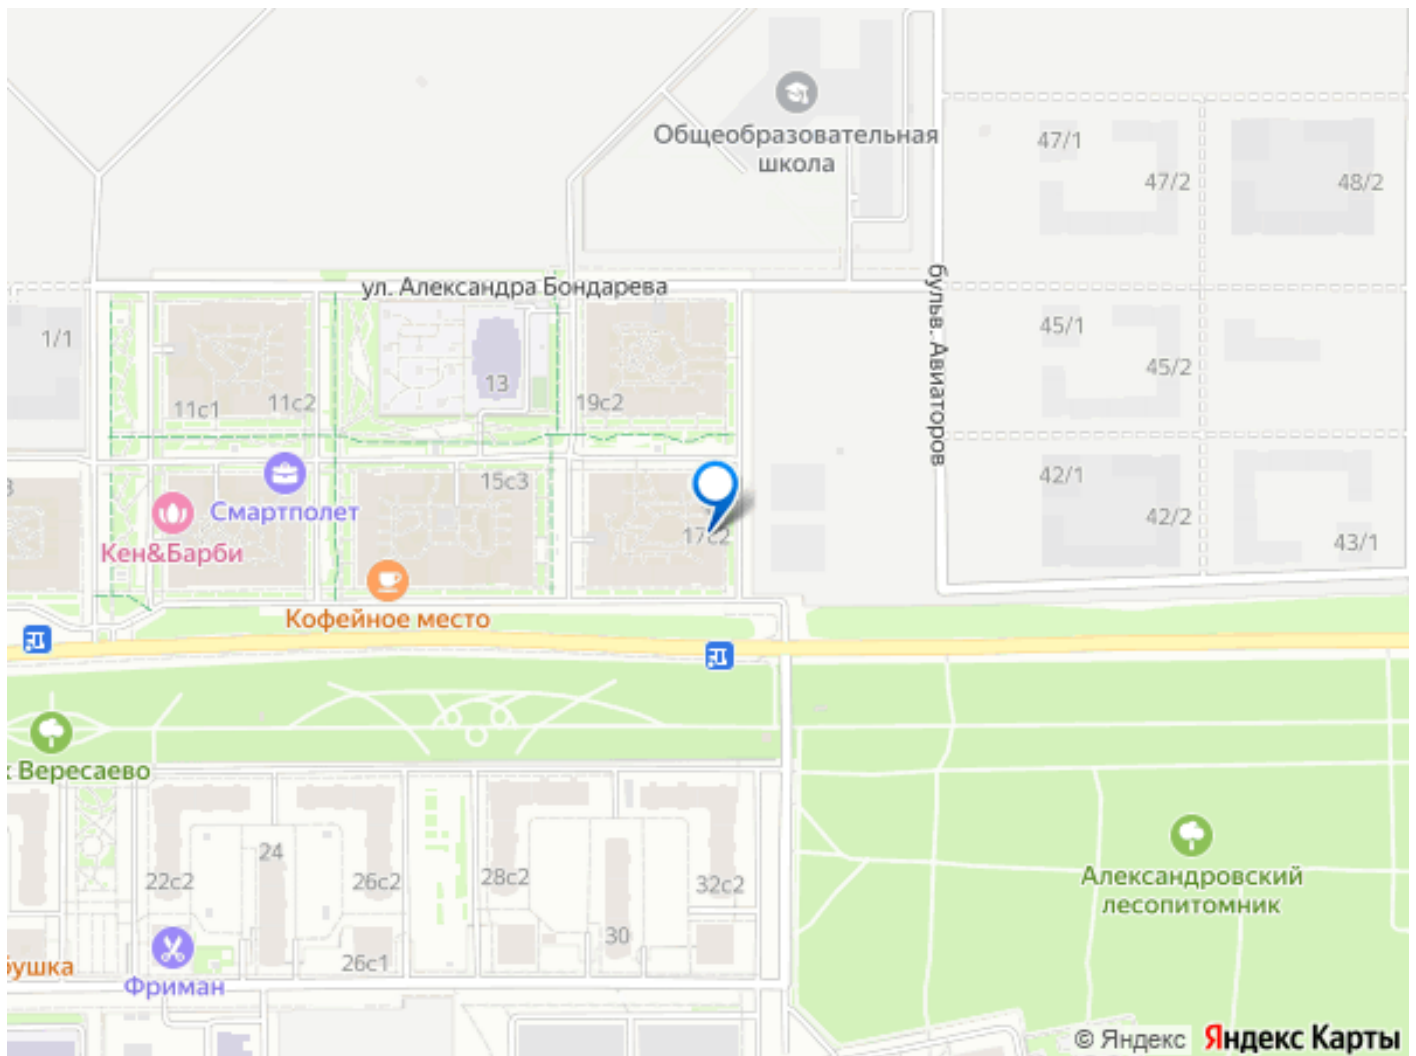 Общеобразовательная
школа
47/1
47/2
48/2
ул. Александра Бондарева
бульв. Авиаторов
1/1
45/1
45/2
13
11с1
11с2
19с2
15с3
42/1
Смартполет
42/2
17с2
43/1
Кен&Барби
Кофейное место
к Вересаево
24
22с2
26с2
28с2
32с2
Александровский
лесопитомник
30
26с1
бушка
Фриман
© Яндекс Яндекс Карты